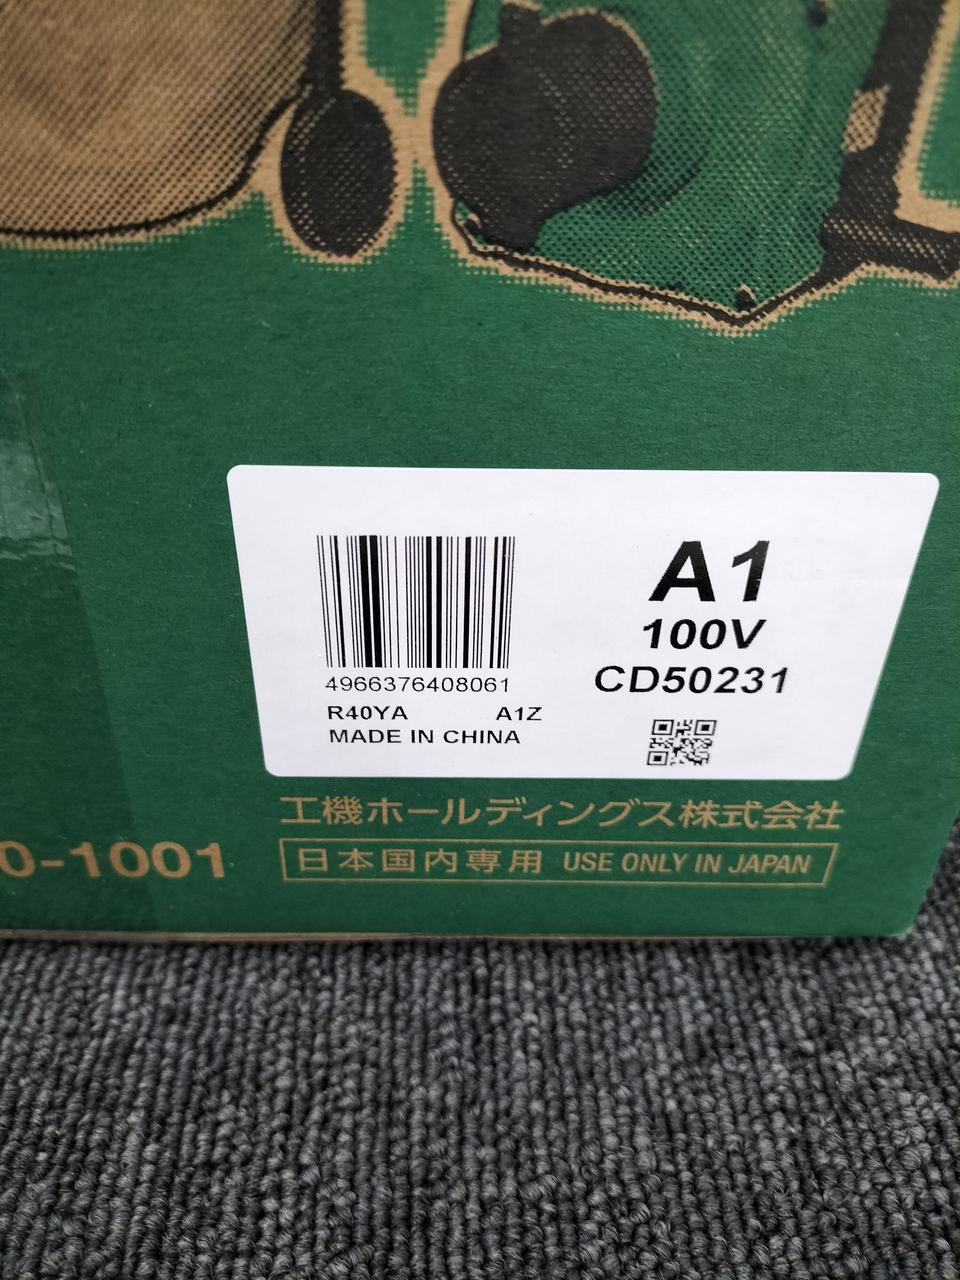 4966376408061
R40YA A1Z
MADE IN CHINA
A1
100V
CD50231
工機ホールディングス株式会社
0-1001
日本国内専用 USE ONLY IN JAPAN